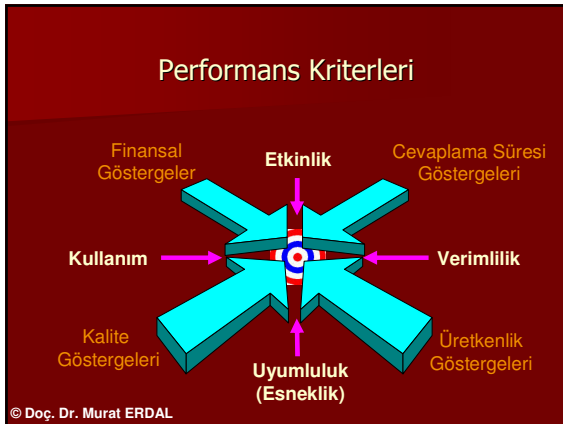 Performans Kriterleri
Finansal
Göstergeler
Etkinlik
Cevaplama Süresi
Göstergeleri
Kullanım
Verimlilik
Kalite
Göstergeleri
Uyumluluk
(Esneklik)
Üretkenlik
Göstergeleri
© Doç. Dr. Murat ERDAL